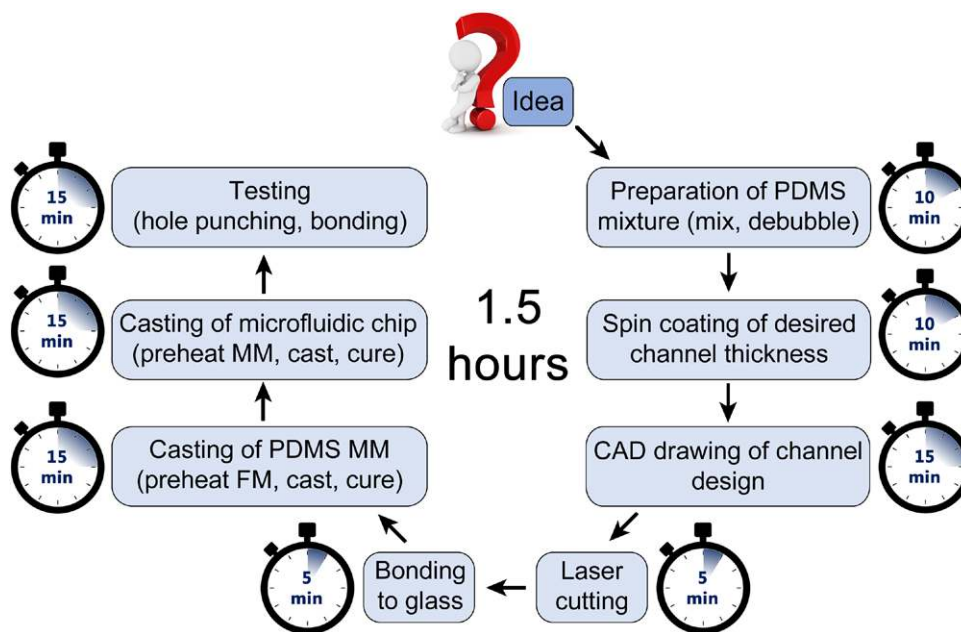 ?
Idea
Preparation of PDMS
mixture (mix, debubble)
10
min
Spin coating of desired
channel thickness
10
min
CAD drawing of channel
design
15
min
Laser
cutting
5
min
Bonding
to glass
5
min
Casting of PDMS MM
(preheat FM, cast, cure)
15
min
Casting of microfluidic chip
(preheat MM, cast, cure)
15
min
Testing
(hole punching, bonding)
15
min
1.5
hours